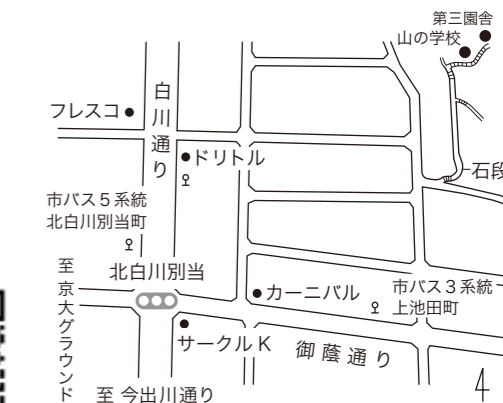 第三園舎
山の学校
フレスコ
白川通り
ドリトル
石段
市バス５系統
北白川別当町
至京大グラウンド
北白川別当
カーニバル
市バス３系統
上池田町
サークルＫ
御蔭通り
至 今出川通り
4